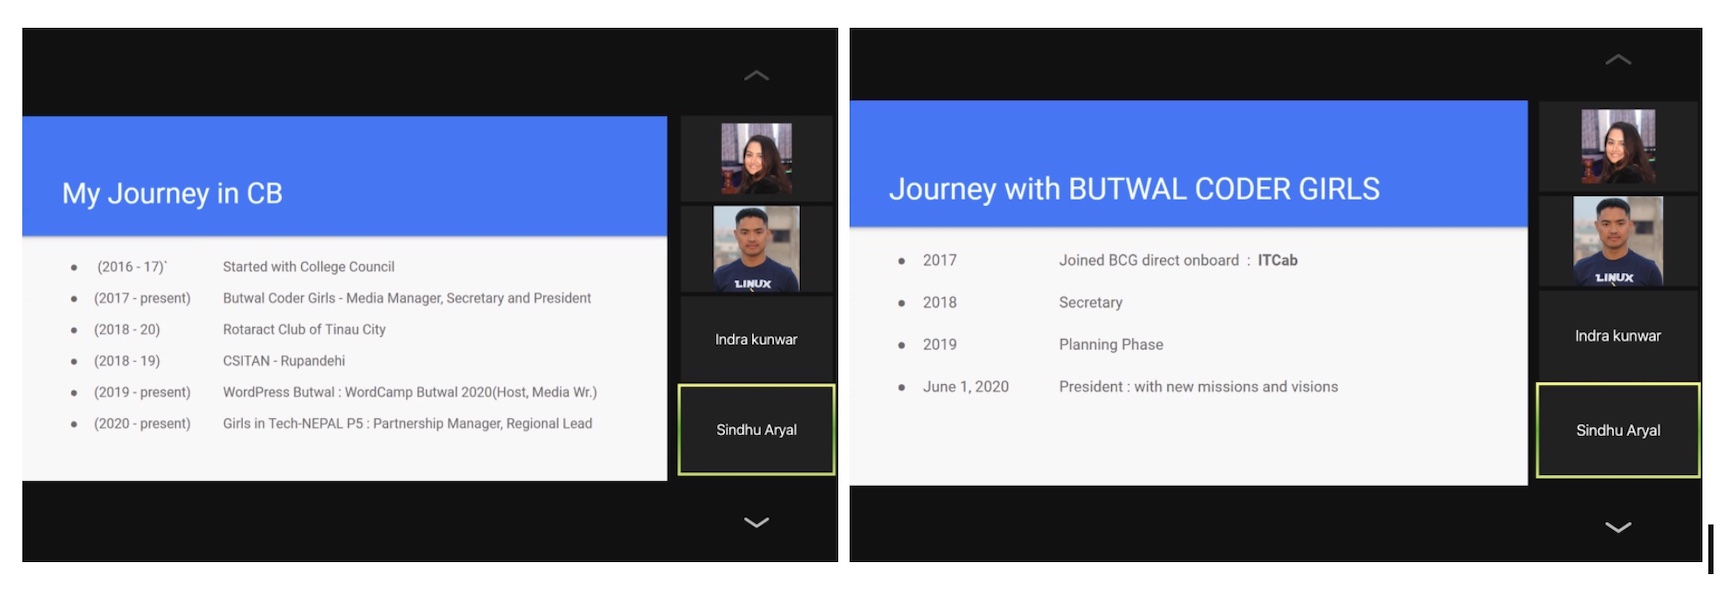 My Journey in CB
● (2016 - 17)` Started with College Council
● (2017 - present) Butwal Coder Girls - Media Manager, Secretary and President
● (2018 - 20) Rotaract Club of Tinau City
● (2018 - 19) CSITAN - Rupandehi
● (2019 - present) WordPress Butwal : WordCamp Butwal 2020(Host, Media Wr.)
● (2020 - present) Girls in Tech-NEPAL P5 : Partnership Manager, Regional Lead
LINUX
Indra kunwar
Sindhu Aryal
Journey with BUTWAL CODER GIRLS
● 2017 Joined BCG direct onboard : ITCab
● 2018 Secretary
● 2019 Planning Phase
● June 1, 2020 President : with new missions and visions
LINUX
Indra kunwar
Sindhu Aryal